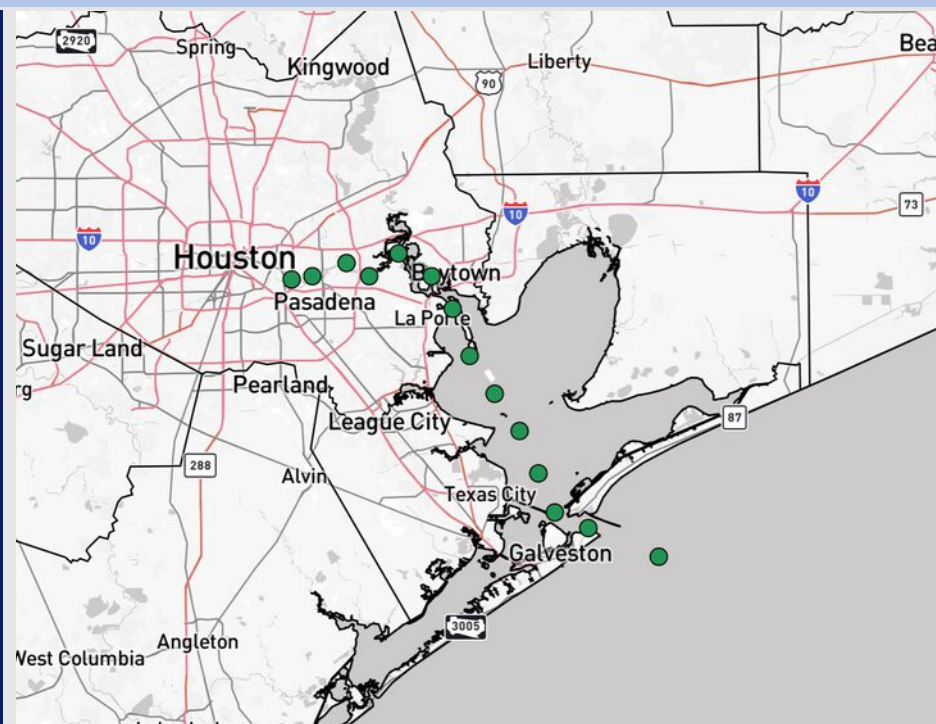 2920
Spring
Kingwood
Liberty
Bea
90
10
10
10
73
Houston
Baytown
Pasadena
La Porte
Sugar Land
rg
Pearland
League City
87
288
Alvin
Texas City
Galveston
3005
Angleton
West Columbia